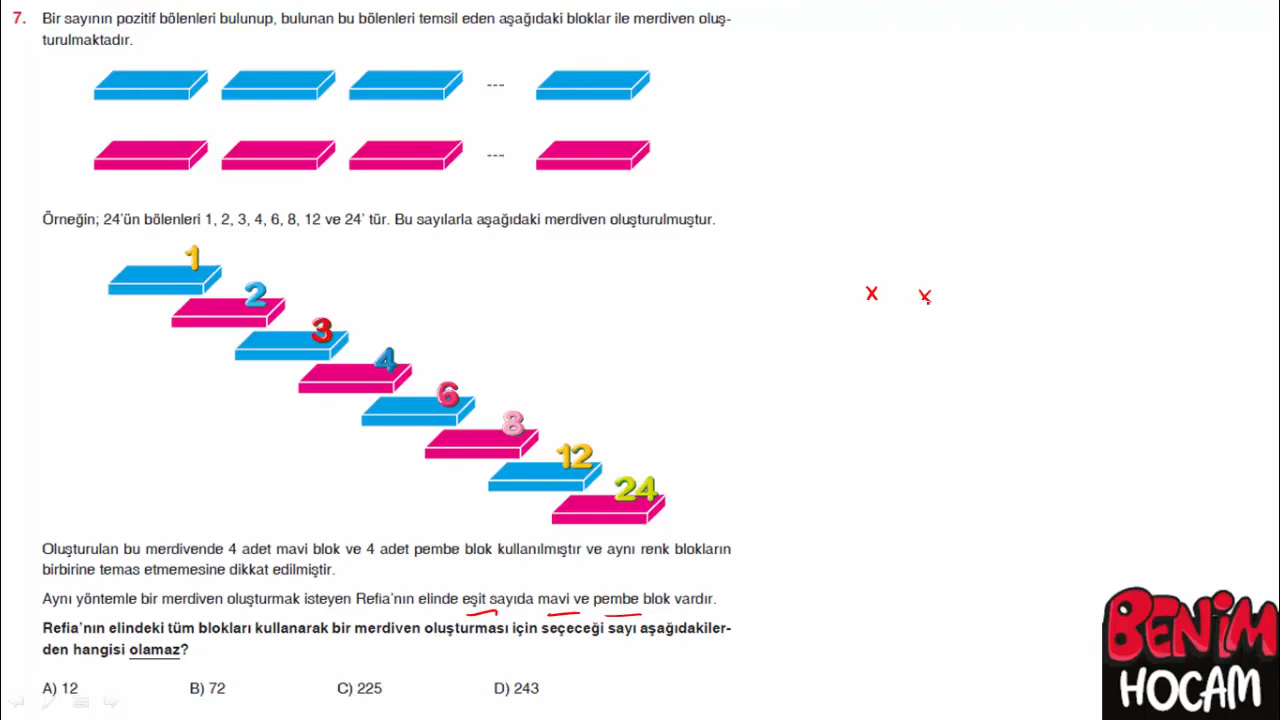 7. Bir sayının pozitif bölenleri bulunup, bulunan bu bölenleri temsil eden aşağıdaki bloklar ile merdiven oluş-
turulmaktadır.
---
---
Örneğin; 24'ün bölenleri 1, 2, 3, 4, 6, 8, 12 ve 24' tür. Bu sayılarla aşağıdaki merdiven oluşturulmuştur.
1
2
3
4
6
8
12
24
x x
Oluşturulan bu merdivende 4 adet mavi blok ve 4 adet pembe blok kullanılmıştır ve aynı renk blokların
birbirine temas etmemesine dikkat edilmiştir.
Aynı yöntemle bir merdiven oluşturmak isteyen Refia'nın elinde eşit sayıda mavi ve pembe blok vardır.
Refia'nın elindeki tüm blokları kullanarak bir merdiven oluşturması için seçeceği sayı aşağıdakiler-
den hangisi olamaz?
A) 12 B) 72 C) 225 D) 243
BENiM
HOCAM